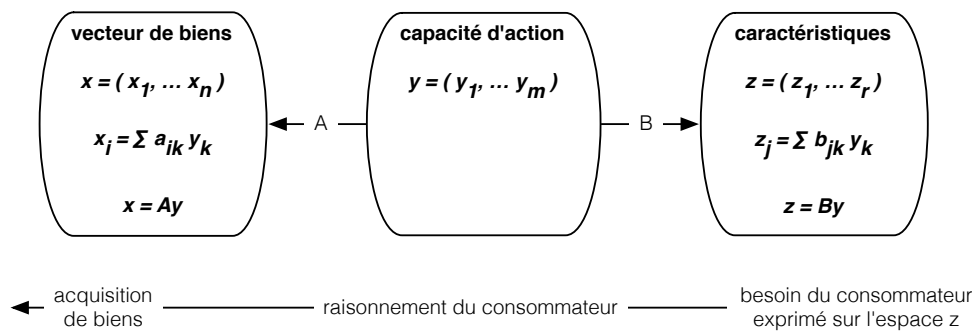 vecteur de biens
x = ( x1, ... xn )
xi = Σ aik yk
x = Ay
A
capacité d'action
y = ( y1, ... ym )
B
caractéristiques
z = ( z1, ... zr )
zj = Σ bjk yk
z = By
acquisition
de biens
raisonnement du consommateur
besoin du consommateur
exprimé sur l'espace z